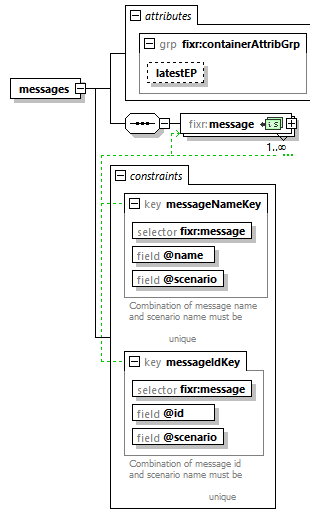 attributes
grp fixr:containerAttribGrp
latestEP
messages
fixr:message
1..∞
constraints
key messageNameKey
selector fixr:message
field @name
field @scenario
Combination of message name
and scenario name must be
unique
key messageIdKey
selector fixr:message
field @id
field @scenario
Combination of message id
and scenario name must be
unique